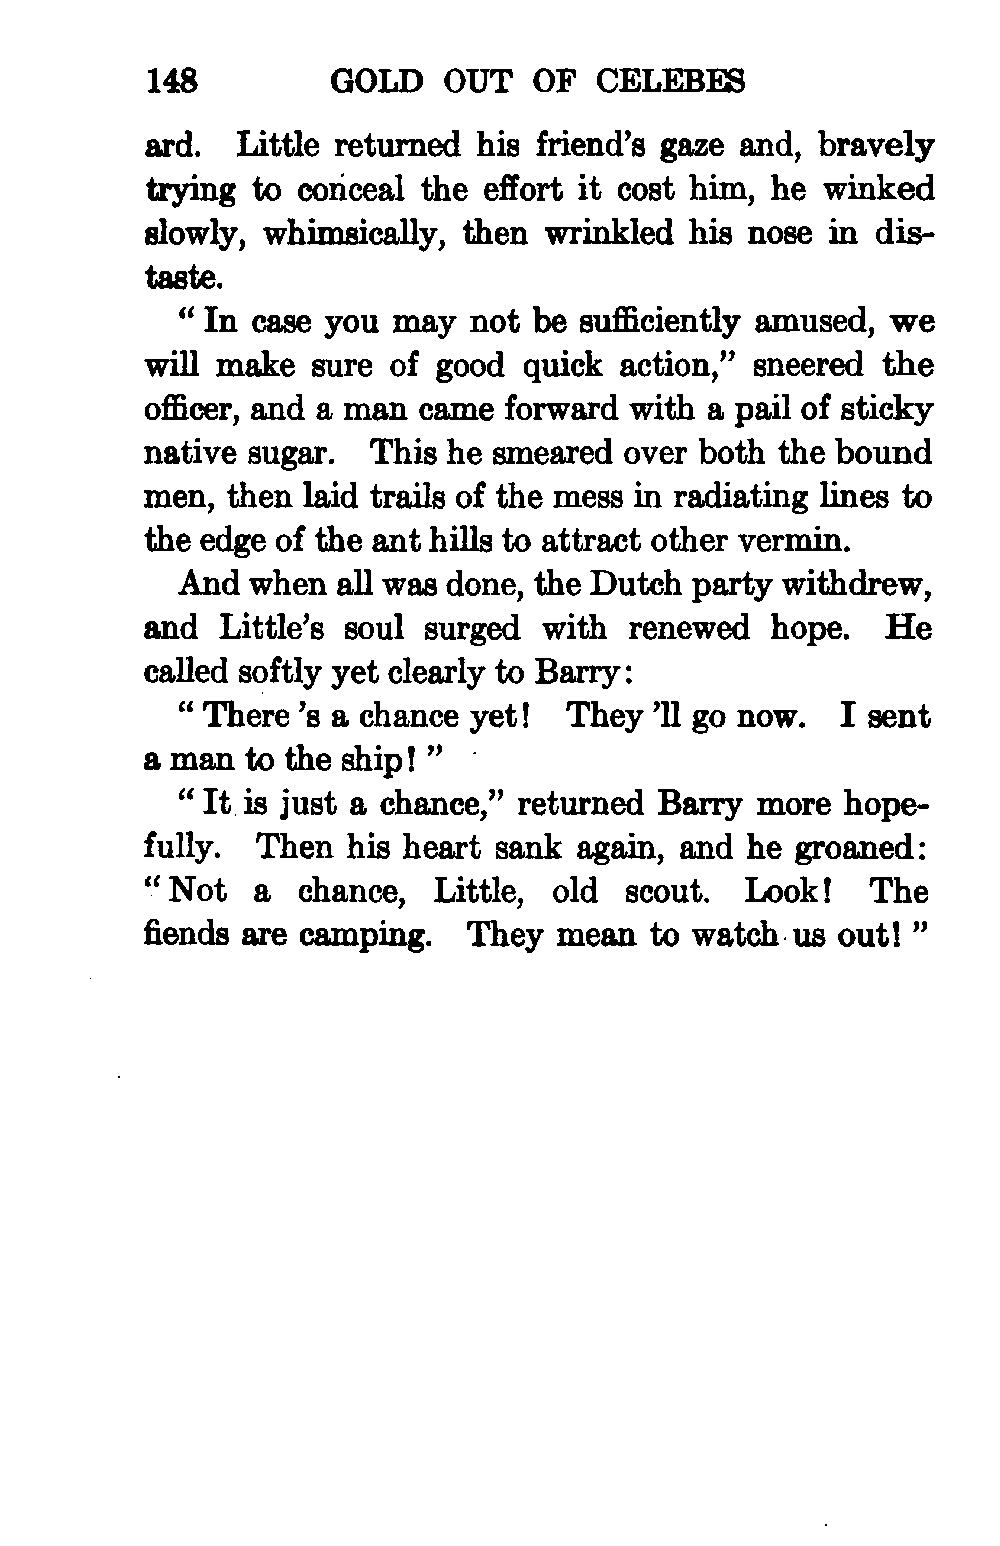 148 GOLD OUT OF CELEBES
ard. Little returned his friend's gaze and, bravely
trying to conceal the effort it cost him, he winked
slowly, whimsically, then wrinkled his nose in dis-
taste.
" In case you may not be sufficiently amused, we
will make sure of good quick action," sneered the
officer, and a man came forward with a pail of sticky
native sugar. This he smeared over both the bound
men, then laid trails of the mess in radiating lines to
the edge of the ant hills to attract other vermin.
And when all was done, the Dutch party withdrew,
and Little's soul surged with renewed hope. He
called softly yet clearly to Barry:
" There 's a chance yet! They 'll go now. I sent
a man to the ship! "
" It is just a chance," returned Barry more hope-
fully. Then his heart sank again, and he groaned:
" Not a chance, Little, old scout. Look! The
fiends are camping. They mean to watch us out! "